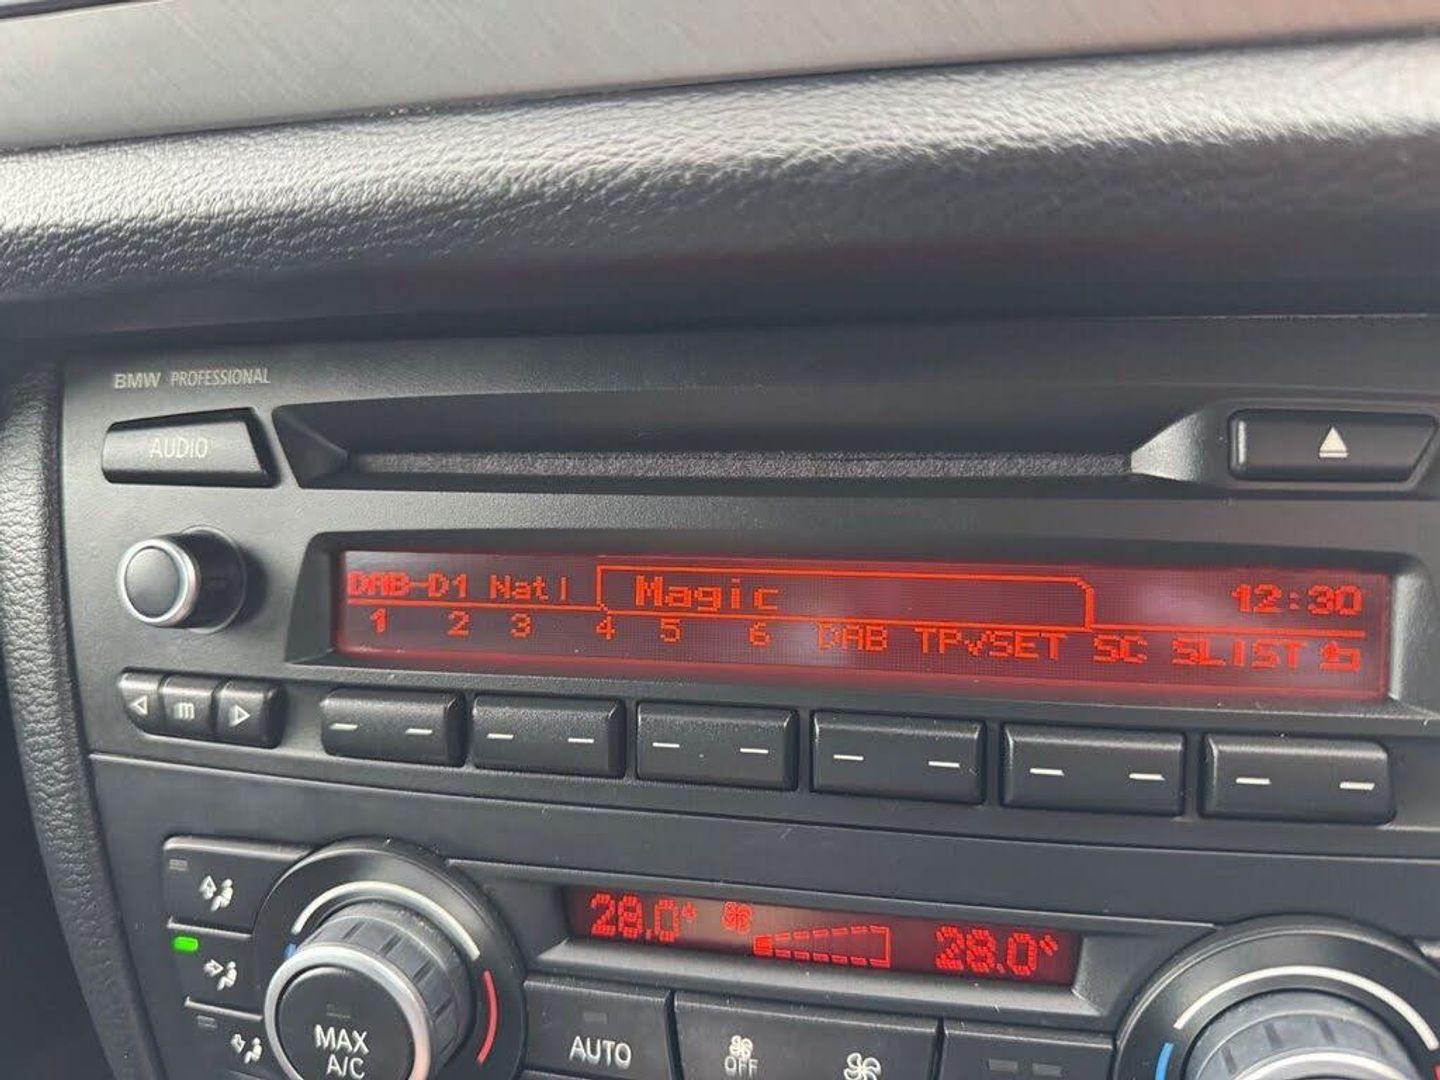 BMW PROFESSIONAL
AUDIO
DAB-D1 Natl Magic 12:30
1 2 3 4 5 6 DAB TP√SET SC SLIST
m
28.0° 28.0°
MAX
A/C
AUTO
OFF